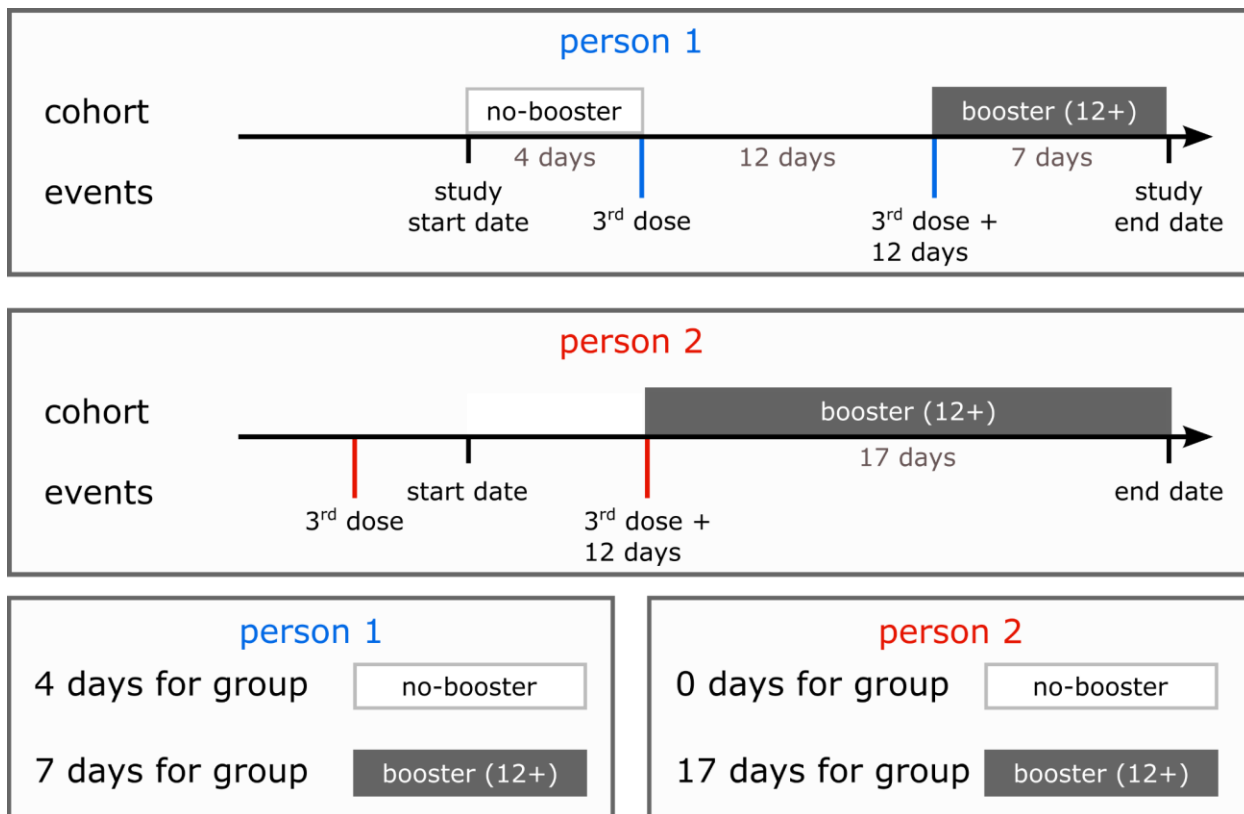 person 1
cohort
no-booster
booster (12+)
4 days
12 days
7 days
events
study
start date
3rd dose
3rd dose +
12 days
study
end date
person 2
cohort
booster (12+)
17 days
events
3rd dose
start date
3rd dose +
12 days
end date
person 1
4 days for group
no-booster
7 days for group
booster (12+)
person 2
0 days for group
no-booster
17 days for group
booster (12+)